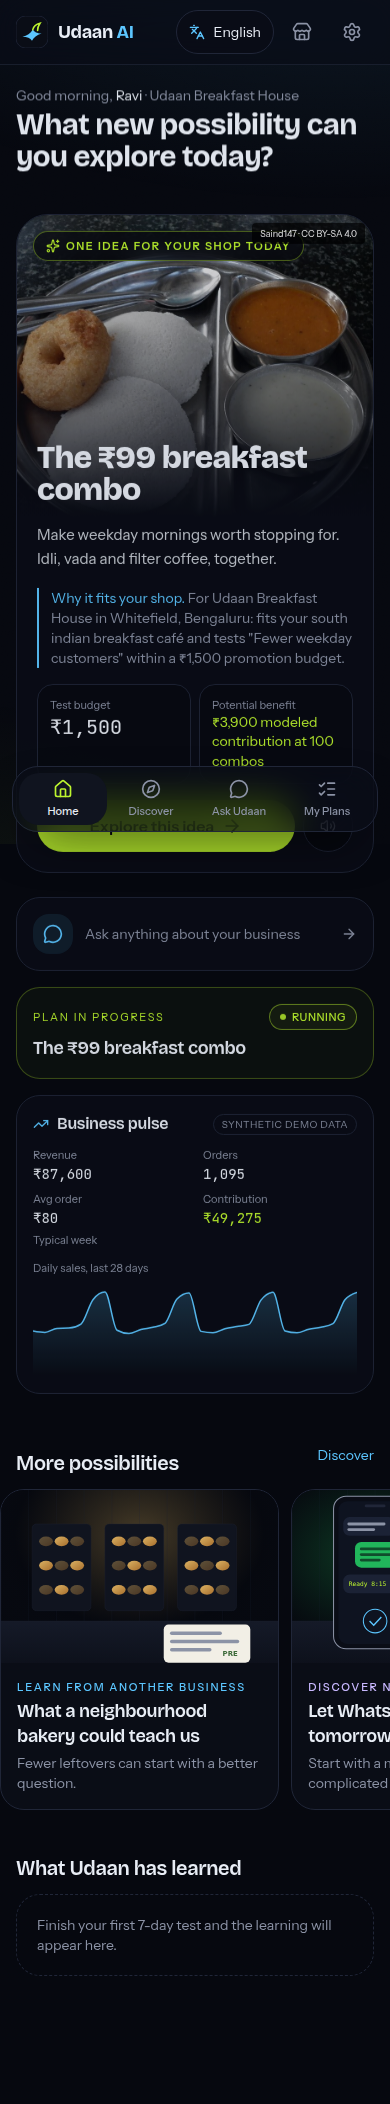 Udaan AI
English
Good morning, Ravi · Udaan Breakfast House
What new possibility can
you explore today?
Saind147 · CC BY-SA 4.0
ONE IDEA FOR YOUR SHOP TODAY
The ₹99 breakfast
combo
Make weekday mornings worth stopping for.
Idli, vada and filter coffee, together.
Why it fits your shop. For Udaan Breakfast
House in Whitefield, Bengaluru: fits your south
indian breakfast café and tests "Fewer weekday
customers" within a ₹1,500 promotion budget.
Test budget
₹1,500
Potential benefit
₹3,900 modeled
contribution at 100
combos
Home
Discover
Ask Udaan
My Plans
Explore this idea
Ask anything about your business
PLAN IN PROGRESS
RUNNING
The ₹99 breakfast combo
Business pulse
SYNTHETIC DEMO DATA
Revenue
Orders
₹87,600
1,095
Avg order
Contribution
₹80
₹49,275
Typical week
Daily sales, last 28 days
More possibilities
Discover
PRE
Ready 8:15
LEARN FROM ANOTHER BUSINESS
What a neighbourhood
bakery could teach us
Fewer leftovers can start with a better
question.
DISCOVER N
Let Whats
tomorrow
Start with a
complicated
What Udaan has learned
Finish your first 7-day test and the learning will
appear here.